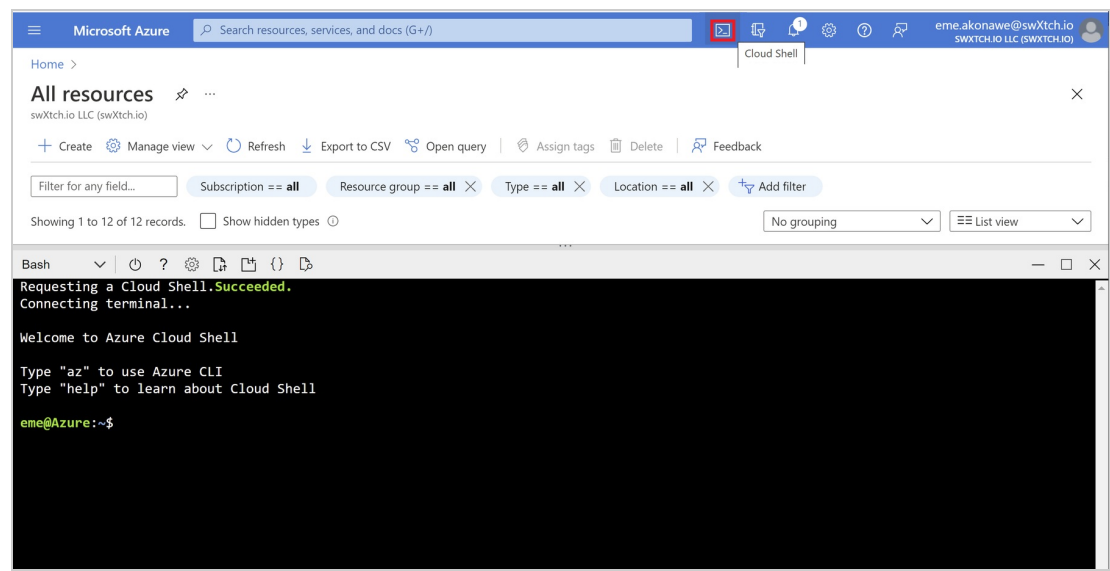 Microsoft Azure
Search resources, services, and docs (G+/)
1
eme.akonawe@swXtch.io
SWXTCH.IO LLC (SWXTCH.IO)
Cloud Shell
Home >
All resources
swXtch.io LLC (swXtch.io)
Create Manage view Refresh Export to CSV Open query Assign tags Delete Feedback
Filter for any field... Subscription == all Resource group == all Type == all Location == all Add filter
Showing 1 to 12 of 12 records. Show hidden types No grouping List view
Bash
Requesting a Cloud Shell.Succeeded.
Connecting terminal...
Welcome to Azure Cloud Shell
Type "az" to use Azure CLI
Type "help" to learn about Cloud Shell
eme@Azure:~$